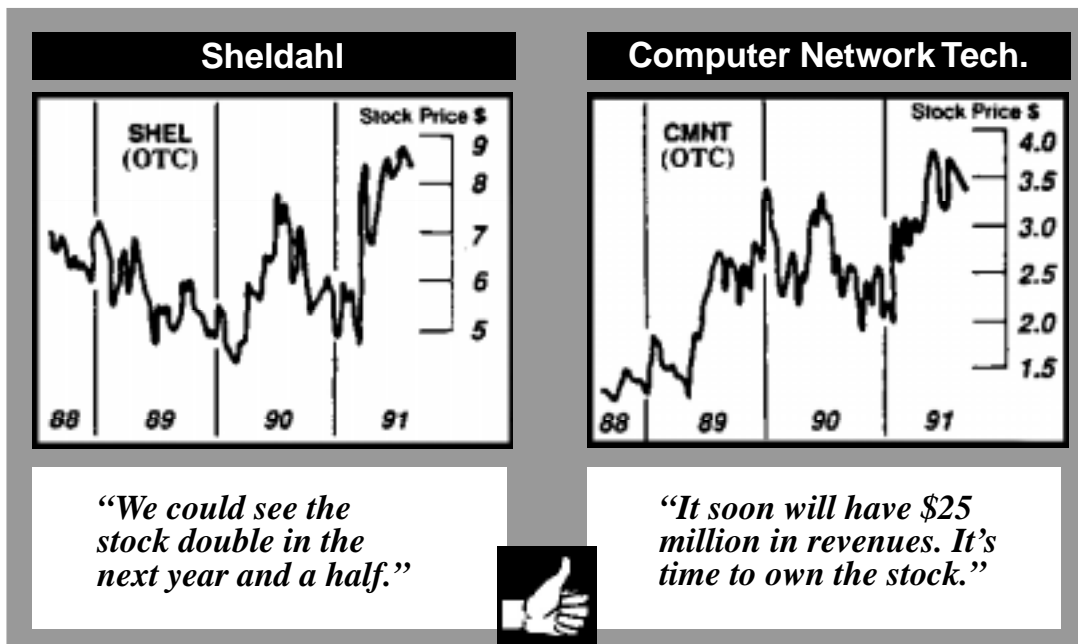 Sheldahl
Stock Price $
SHEL
(OTC)
9
8
7
6
5
88 89 90 91
“We could see the
stock double in the
next year and a half.”
Computer Network Tech.
Stock Price $
CMNT
(OTC)
4.0
3.5
3.0
2.5
2.0
1.5
88 89 90 91
“It soon will have $25
million in revenues. It’s
time to own the stock.”